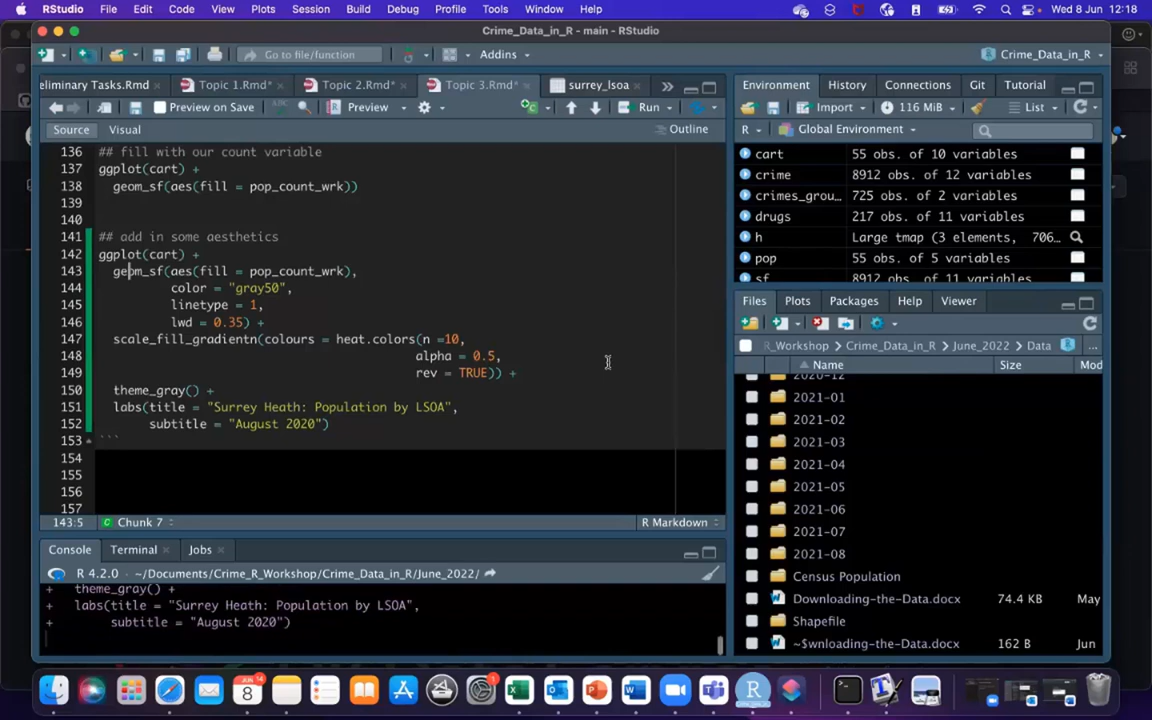 RStudio File Edit Code View Plots Session Build Debug Profile Tools Window Help Wed 8 Jun 12:18
Crime_Data_in_R - main - RStudio
Go to file/function Addins Crime_Data_in_R
eliminary Tasks.Rmd Topic 1.Rmd* Topic 2.Rmd* Topic 3.Rmd* surrey_lsoa
Preview on Save Preview Run
Source Visual Outline
136 ## fill with our count variable
137 ggplot(cart) +
138 geom_sf(aes(fill = pop_count_wrk))
139
140
141 ## add in some aesthetics
142 ggplot(cart) +
143 geom_sf(aes(fill = pop_count_wrk),
144 color = "gray50",
145 linetype = 1,
146 lwd = 0.35) +
147 scale_fill_gradientn(colours = heat.colors(n =10,
148 alpha = 0.5,
149 rev = TRUE)) +
150 theme_gray() +
151 labs(title = "Surrey Heath: Population by LSOA",
152 subtitle = "August 2020")
153 ```
154
155
156
157
143:5 Chunk 7 R Markdown
Console Terminal Jobs
R 4.2.0 · ~/Documents/Crime_R_Workshop/Crime_Data_in_R/June_2022/
+ theme_gray() +
+ labs(title = "Surrey Heath: Population by LSOA",
+ subtitle = "August 2020")
Environment History Connections Git Tutorial
Import 116 MiB List
R Global Environment
cart 55 obs. of 10 variables
crime 8912 obs. of 12 variables
crimes_grou… 725 obs. of 2 variables
drugs 217 obs. of 11 variables
h Large tmap (3 elements, 706…
pop 55 obs. of 5 variables
sf 8912 obs. of 11 variables
Files Plots Packages Help Viewer
R_Workshop > Crime_Data_in_R > June_2022 > Data ...
Name Size Mod
2020-12
2021-01
2021-02
2021-03
2021-04
2021-05
2021-06
2021-07
2021-08
Census Population
Downloading-the-Data.docx 74.4 KB May
Shapefile
~$wnloading-the-Data.docx 162 B Jun